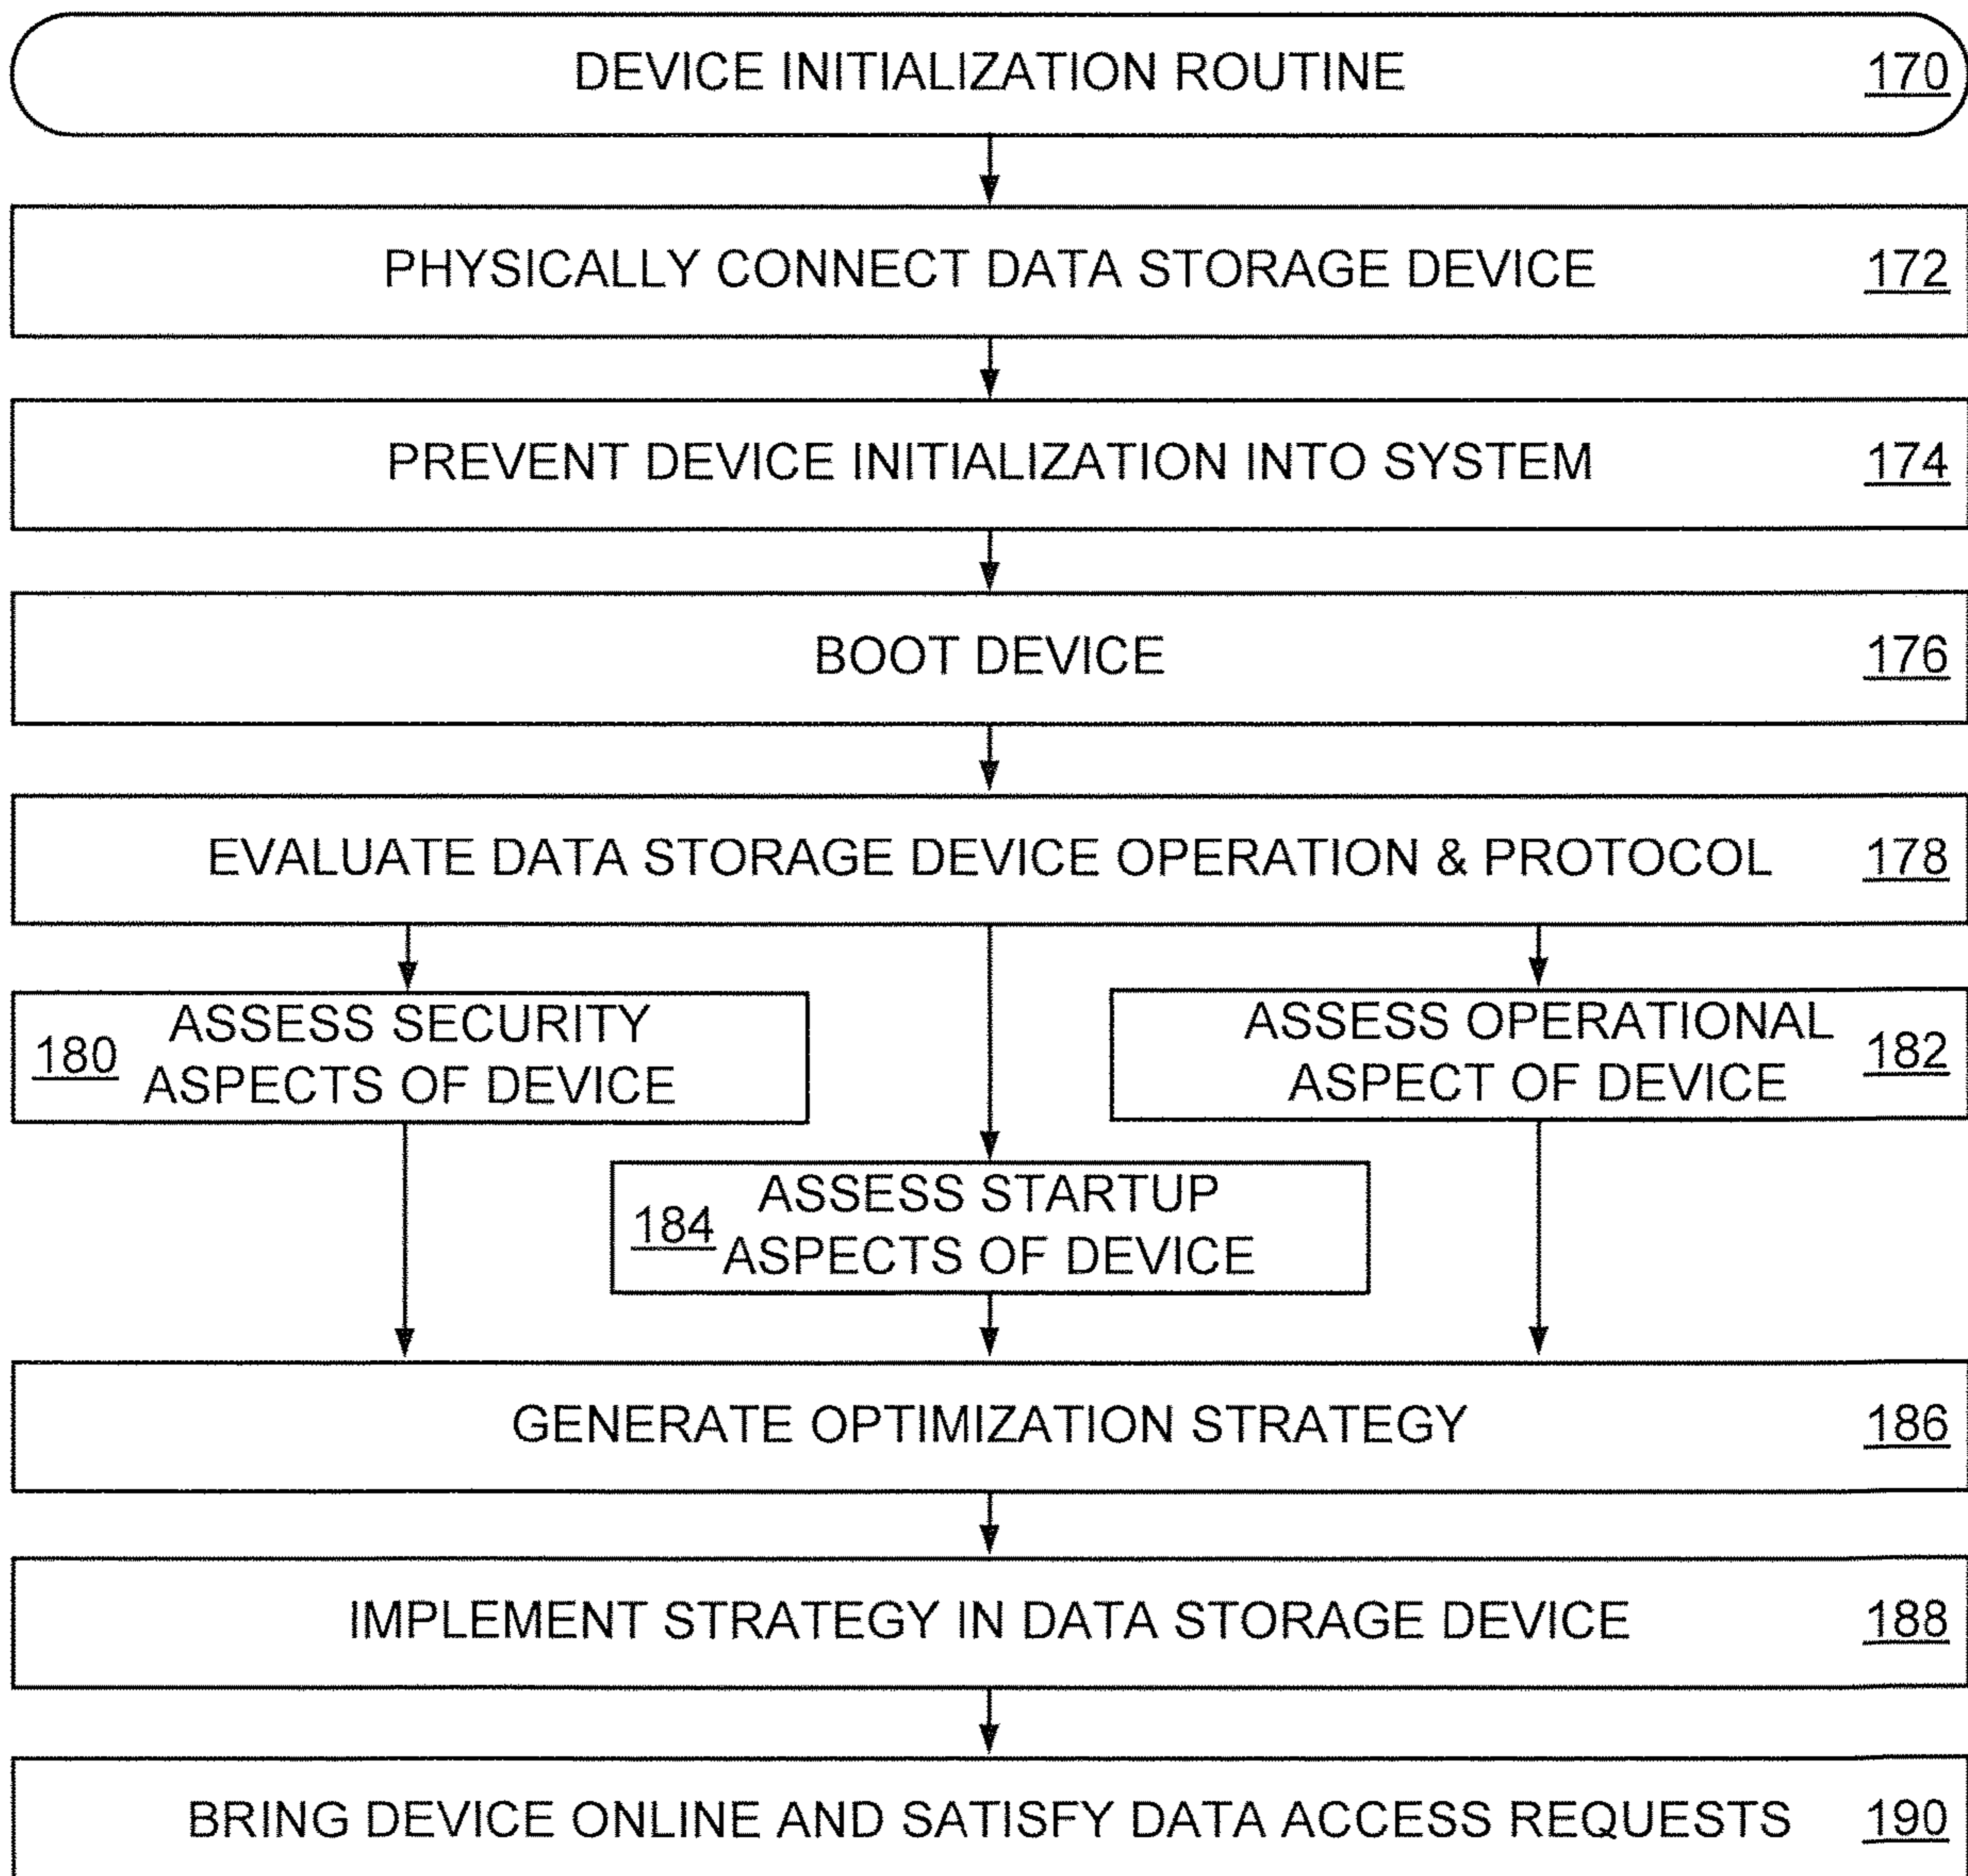 DEVICE INITIALIZATION ROUTINE 170
PHYSICALLY CONNECT DATA STORAGE DEVICE 172
PREVENT DEVICE INITIALIZATION INTO SYSTEM 174
BOOT DEVICE 176
EVALUATE DATA STORAGE DEVICE OPERATION & PROTOCOL 178
180
ASSESS SECURITY
ASPECTS OF DEVICE
ASSESS OPERATIONAL
ASPECT OF DEVICE
182
184
ASSESS STARTUP
ASPECTS OF DEVICE
GENERATE OPTIMIZATION STRATEGY 186
IMPLEMENT STRATEGY IN DATA STORAGE DEVICE 188
BRING DEVICE ONLINE AND SATISFY DATA ACCESS REQUESTS 190